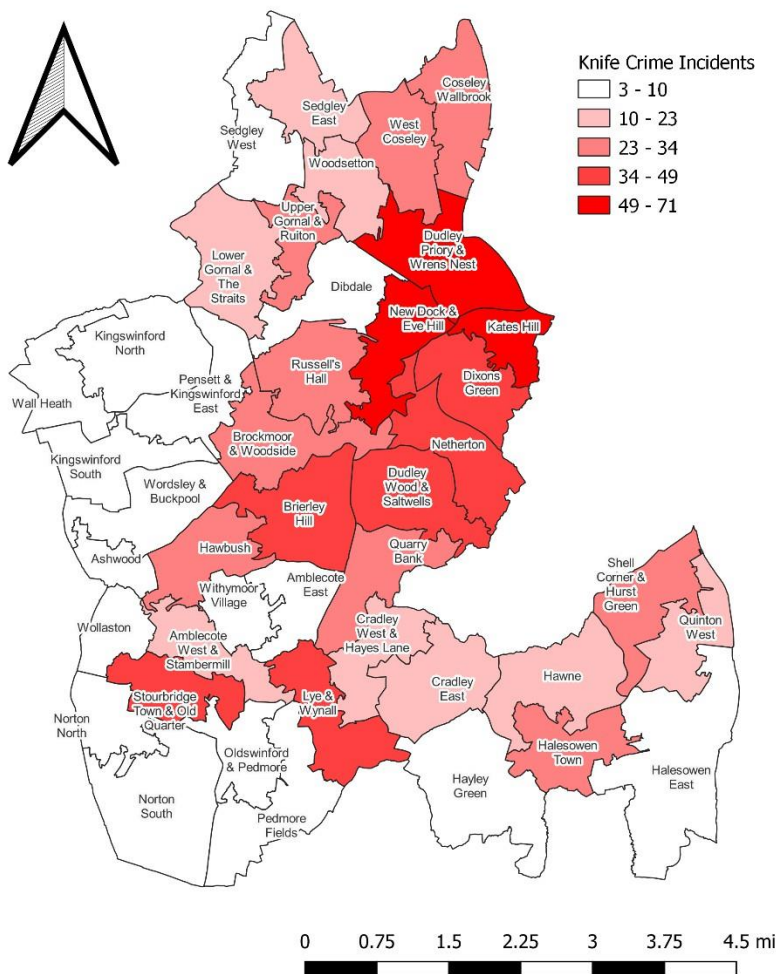 Knife Crime Incidents
3 - 10
10 - 23
23 - 34
34 - 49
49 - 71
Coseley
Wallbrook
Sedgley
East
West
Coseley
Sedgley
West
Woodsetton
Upper
Gornal &
Ruiton
Dudley
Priory &
Wrens Nest
Lower
Gornal &
The
Straits
Dibdale
New Dock &
Eve Hill
Kates Hill
Kingswinford
North
Russell's
Hall
Dixons
Green
Pensett &
Kingswinford
East
Wall Heath
Brockmoor
& Woodside
Netherton
Kingswinford
South
Wordsley &
Buckpool
Dudley
Wood &
Saltwells
Brierley
Hill
Hawbush
Quarry
Bank
Ashwood
Withymoor
Village
Amblecote
East
Shell
Corner &
Hurst
Green
Wollaston
Amblecote
West &
Stambermill
Cradley
West &
Hayes Lane
Quinton
West
Cradley
East
Hawne
Stourbridge
Town & Old
Quarter
Lye &
Wynall
Norton
North
Oldswinford
& Pedmore
Halesowen
Town
Hayley
Green
Halesowen
East
Norton
South
Pedmore
Fields
0 0.75 1.5 2.25 3 3.75 4.5 mi